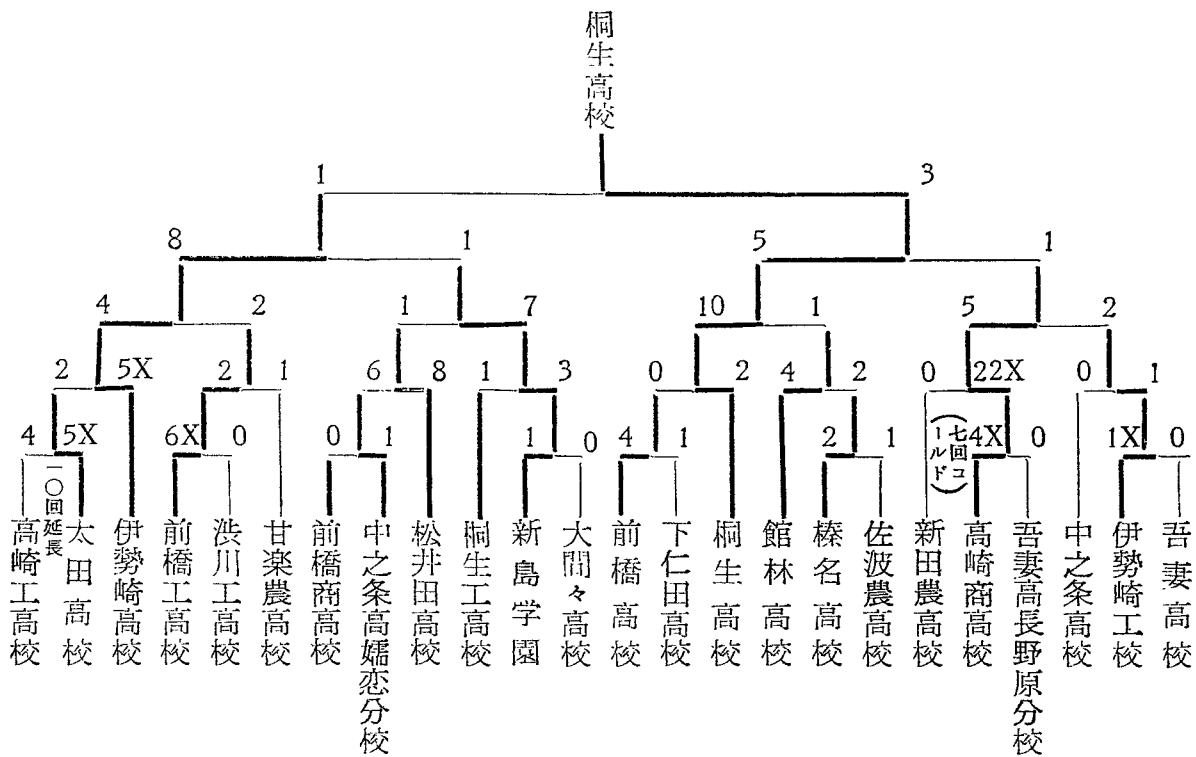 桐生高校
1 3
8 1 5 1
4 2 1 7 10 1 5 2
2 5X 2 1 6 8 1 3 0 2 4 2 0 22X 0 1
4 5X 6X 0 0 1 1 0 4 1 2 1 4X 0 1X 0
一〇回延長
(七回コールド)
高崎工高校
太田高校
伊勢崎高校
前橋工高校
渋川工高校
甘楽農高校
前橋商高校
中之条高嬬恋分校
松井田高校
桐生工高校
新島学園
大間々高校
前橋高校
下仁田高校
桐生高校
館林高校
榛名高校
佐波農高校
新田農高校
高崎商高校
吾妻高長野原分校
中之条高校
伊勢崎工高校
吾妻高校